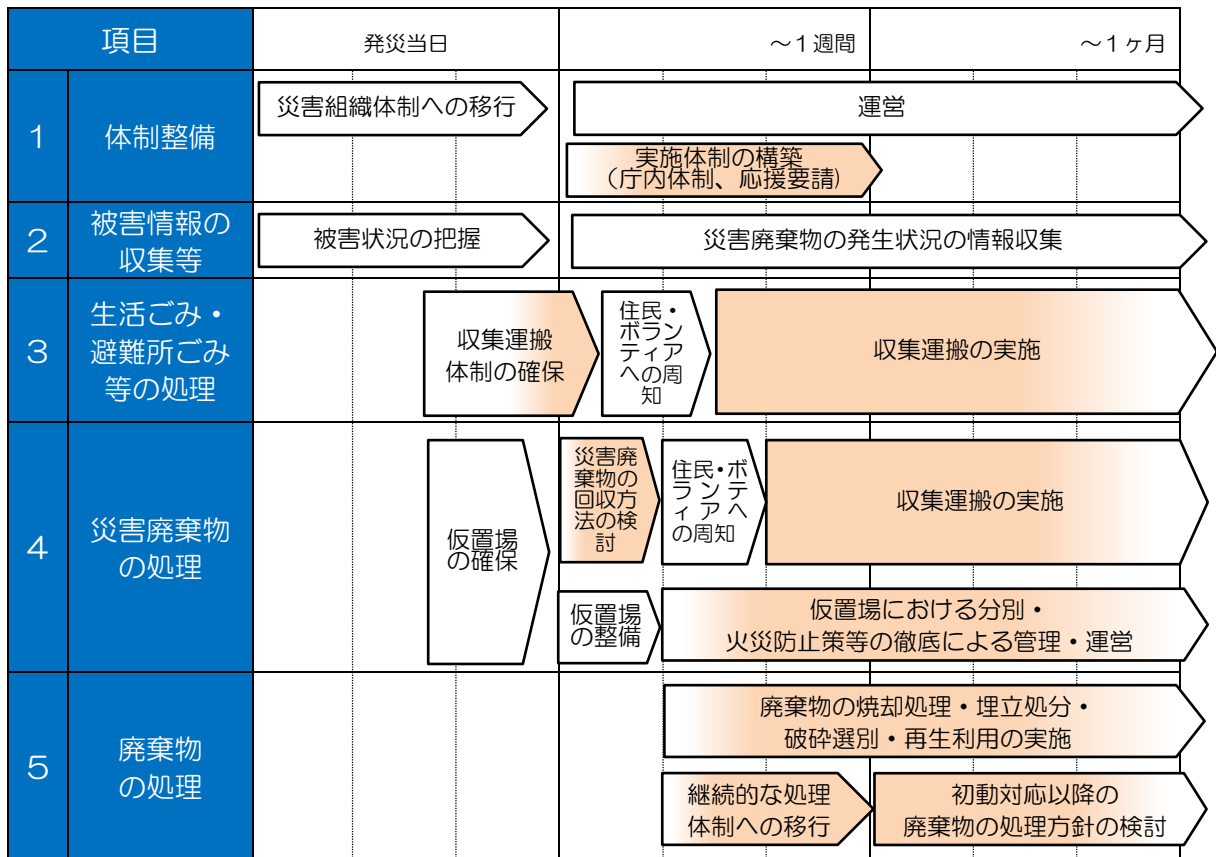 項目
発災当日
～1週間
～1ヶ月
1
体制整備
災害組織体制への移行
運営
実施体制の構築
(庁内体制、応援要請)
2
被害情報の
収集等
被害状況の把握
災害廃棄物の発生状況の情報収集
3
生活ごみ・
避難所ごみ
等の処理
収集運搬
体制の確保
住民・
ボラン
ティア
への周
知
収集運搬の実施
4
災害廃棄物
の処理
仮置場
の確保
災害廃
棄物の
回収方
法の検
討
住民・ボ
ランテ
ィアへ
の周知
収集運搬の実施
仮置場
の整備
仮置場における分別・
火災防止策等の徹底による管理・運営
5
廃棄物
の処理
廃棄物の焼却処理・埋立処分・
破砕選別・再生利用の実施
継続的な処理
体制への移行
初動対応以降の
廃棄物の処理方針の検討